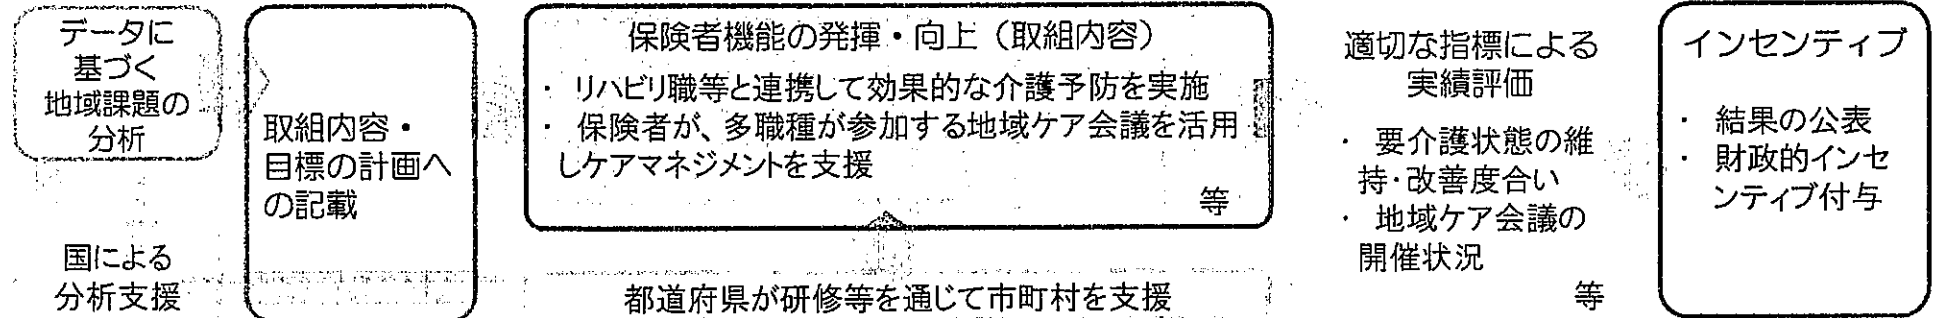 データに
基づく
地域課題の
分析
国による
分析支援
取組内容・
目標の計画へ
の記載
保険者機能の発揮・向上（取組内容）
・ リハビリ職等と連携して効果的な介護予防を実施
・ 保険者が、多職種が参加する地域ケア会議を活用
しケアマネジメントを支援
等
都道府県が研修等を通じて市町村を支援
適切な指標による
実績評価
・ 要介護状態の維
持・改善度合い
・ 地域ケア会議の
開催状況
等
インセンティブ
・ 結果の公表
・ 財政的インセ
ンティブ付与